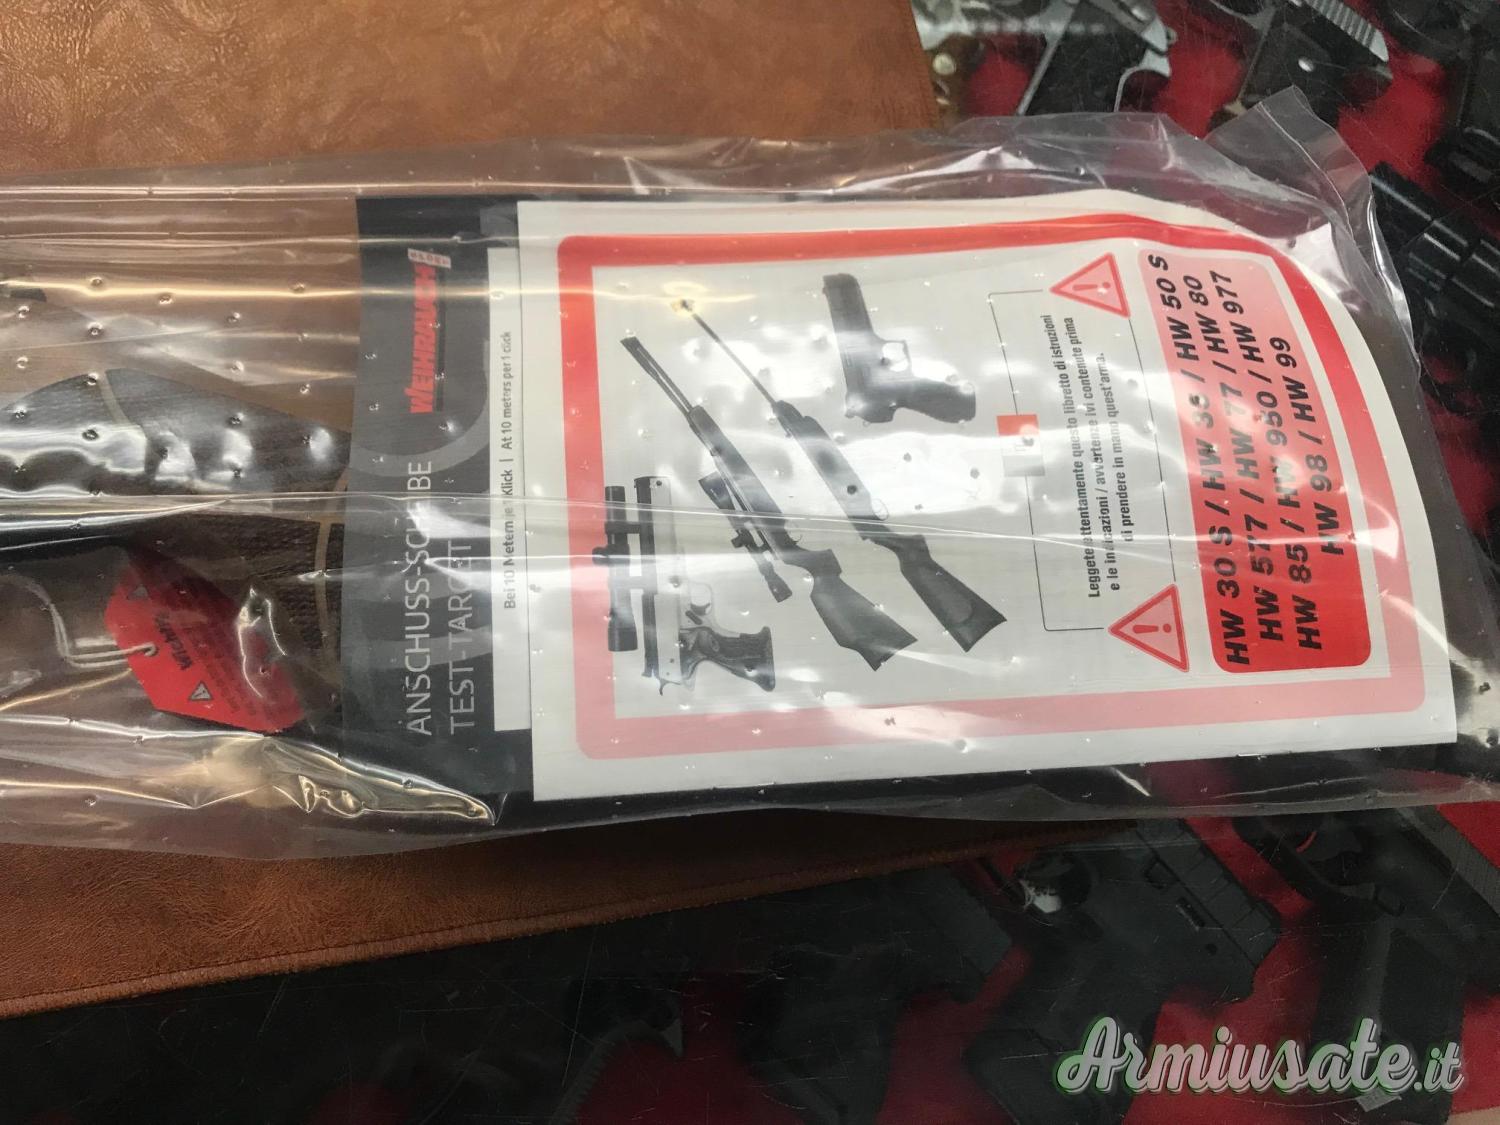 WEIHRAUCH
SPORT
ANSCHUSS-SCHEIBE
TEST-TARGET
Bei 10 Metern je 1 Klick | At 10 meters per 1 click
Leggete attentamente questo libretto di istruzioni
e le indicazioni / avvertenze ivi contenute prima
di prendere in mano quest'arma.
HW 30 S / HW 35 / HW 50 S
HW 577 / HW 77 / HW 80
HW 85 / HW 950 / HW 977
HW 98 / HW 99
Armiusate.it